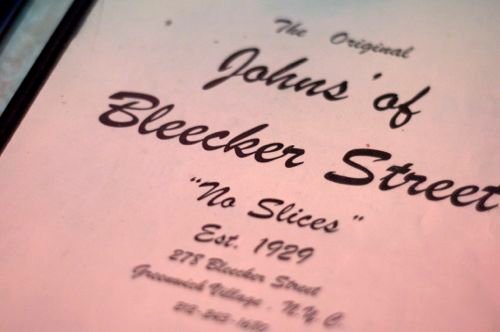 The Original
Johns' of
Bleecker Street
"No Slices"
Est. 1929
278 Bleecker Street
Greenwich Village . N.Y.C.